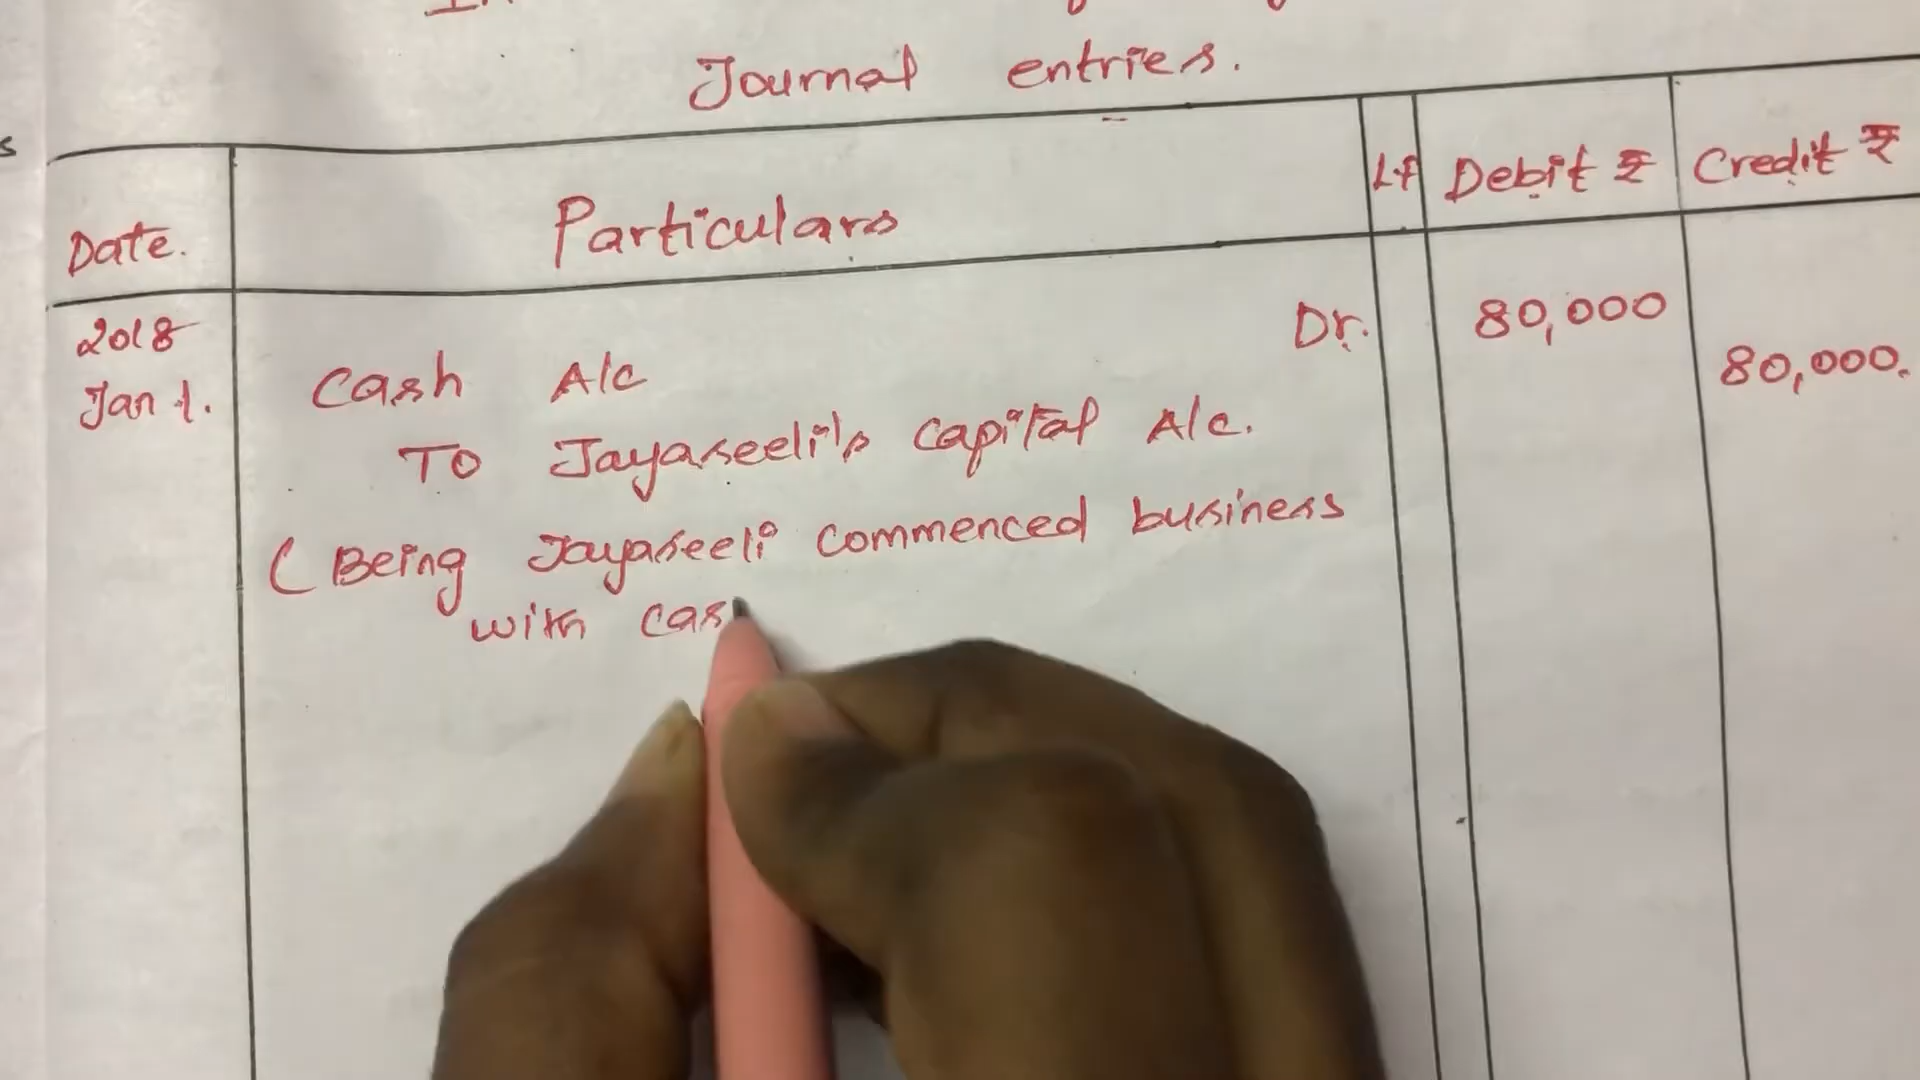 Journal entries.
Date. Particulars L.f Debit ₹ Credit ₹
2018 Cash A/c Dr. 80,000
Jan 1. To Jayaseeli's capital A/c. 80,000.
(Being Jayaseeli commenced business
with cas